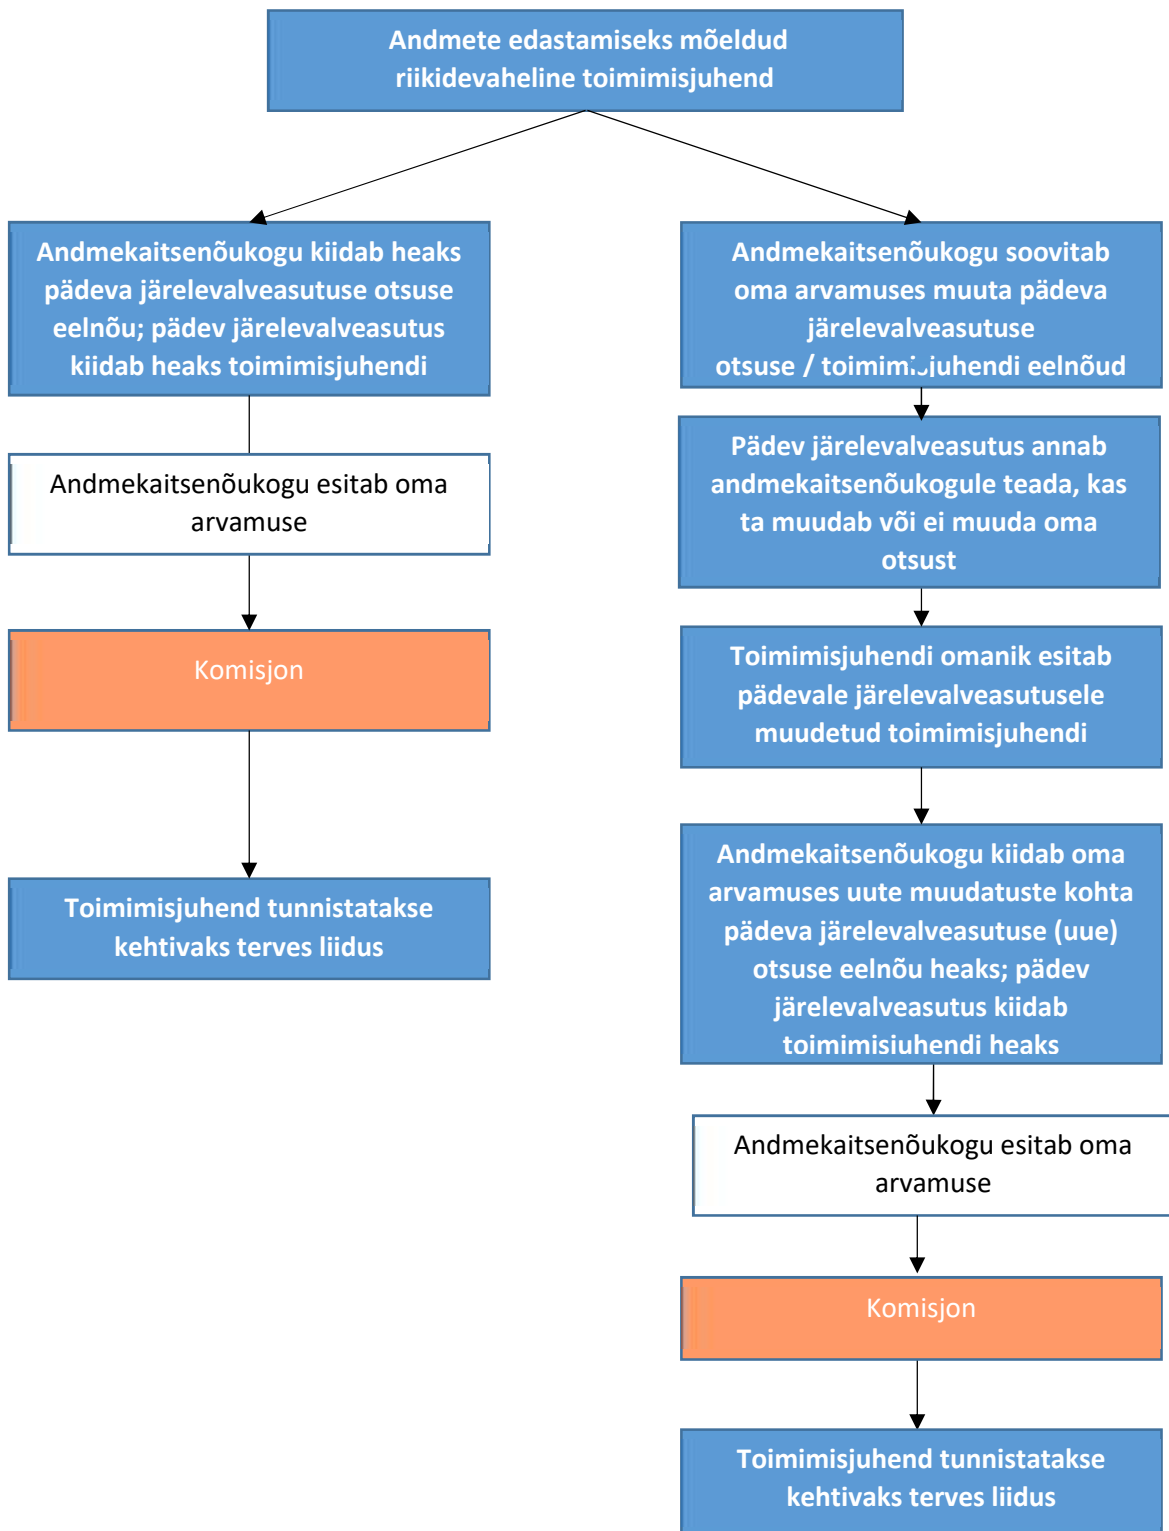 Andmete edastamiseks mõeldud
riikidevaheline toimimisjuhend
Andmekaitsenõukogu kiidab heaks
pädeva järelevalveasutuse otsuse
eelnõu; pädev järelevalveasutus
kiidab heaks toimimisjuhendi
Andmekaitsenõukogu esitab oma
arvamuse
Komisjon
Toimimisjuhend tunnistatakse
kehtivaks terves liidus
Andmekaitsenõukogu soovitab
oma arvamuses muuta pädeva
järelevalveasutuse
otsuse / toimimisjuhendi eelnõud
Pädev järelevalveasutus annab
andmekaitsenõukogule teada, kas
ta muudab või ei muuda oma
otsust
Toimimisjuhendi omanik esitab
pädevale järelevalveasutusele
muudetud toimimisjuhendi
Andmekaitsenõukogu kiidab oma
arvamuses uute muudatuste kohta
pädeva järelevalveasutuse (uue)
otsuse eelnõu heaks; pädev
järelevalveasutus kiidab
toimimisjuhendi heaks
Andmekaitsenõukogu esitab oma
arvamuse
Komisjon
Toimimisjuhend tunnistatakse
kehtivaks terves liidus